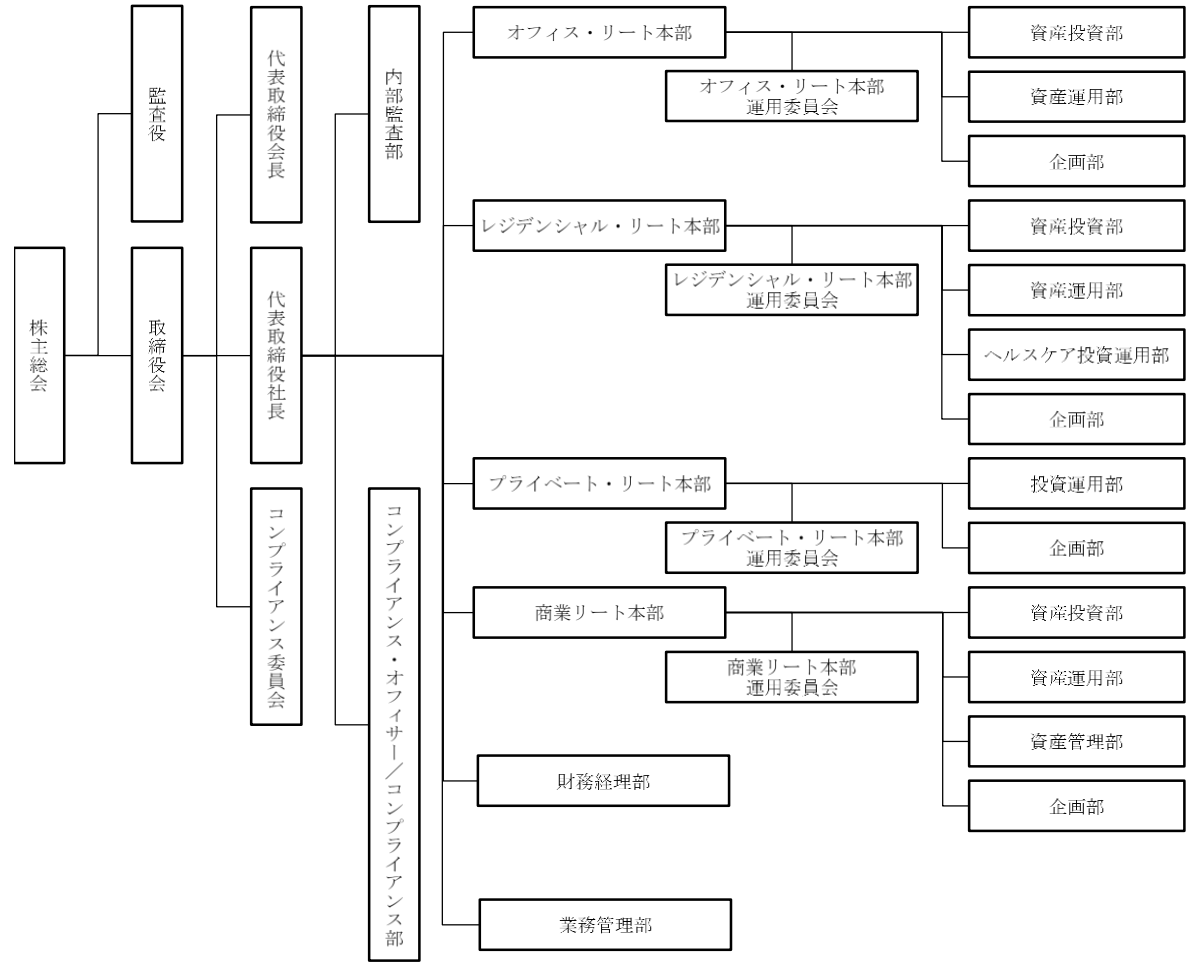 株主総会
監査役
取締役会
代表取締役会長
代表取締役社長
コンプライアンス委員会
内部監査部
コンプライアンス・オフィサー／コンプライアンス部
オフィス・リート本部
オフィス・リート本部
運用委員会
資産投資部
資産運用部
企画部
レジデンシャル・リート本部
レジデンシャル・リート本部
運用委員会
資産投資部
資産運用部
ヘルスケア投資運用部
企画部
プライベート・リート本部
プライベート・リート本部
運用委員会
投資運用部
企画部
商業リート本部
商業リート本部
運用委員会
資産投資部
資産運用部
資産管理部
企画部
財務経理部
業務管理部